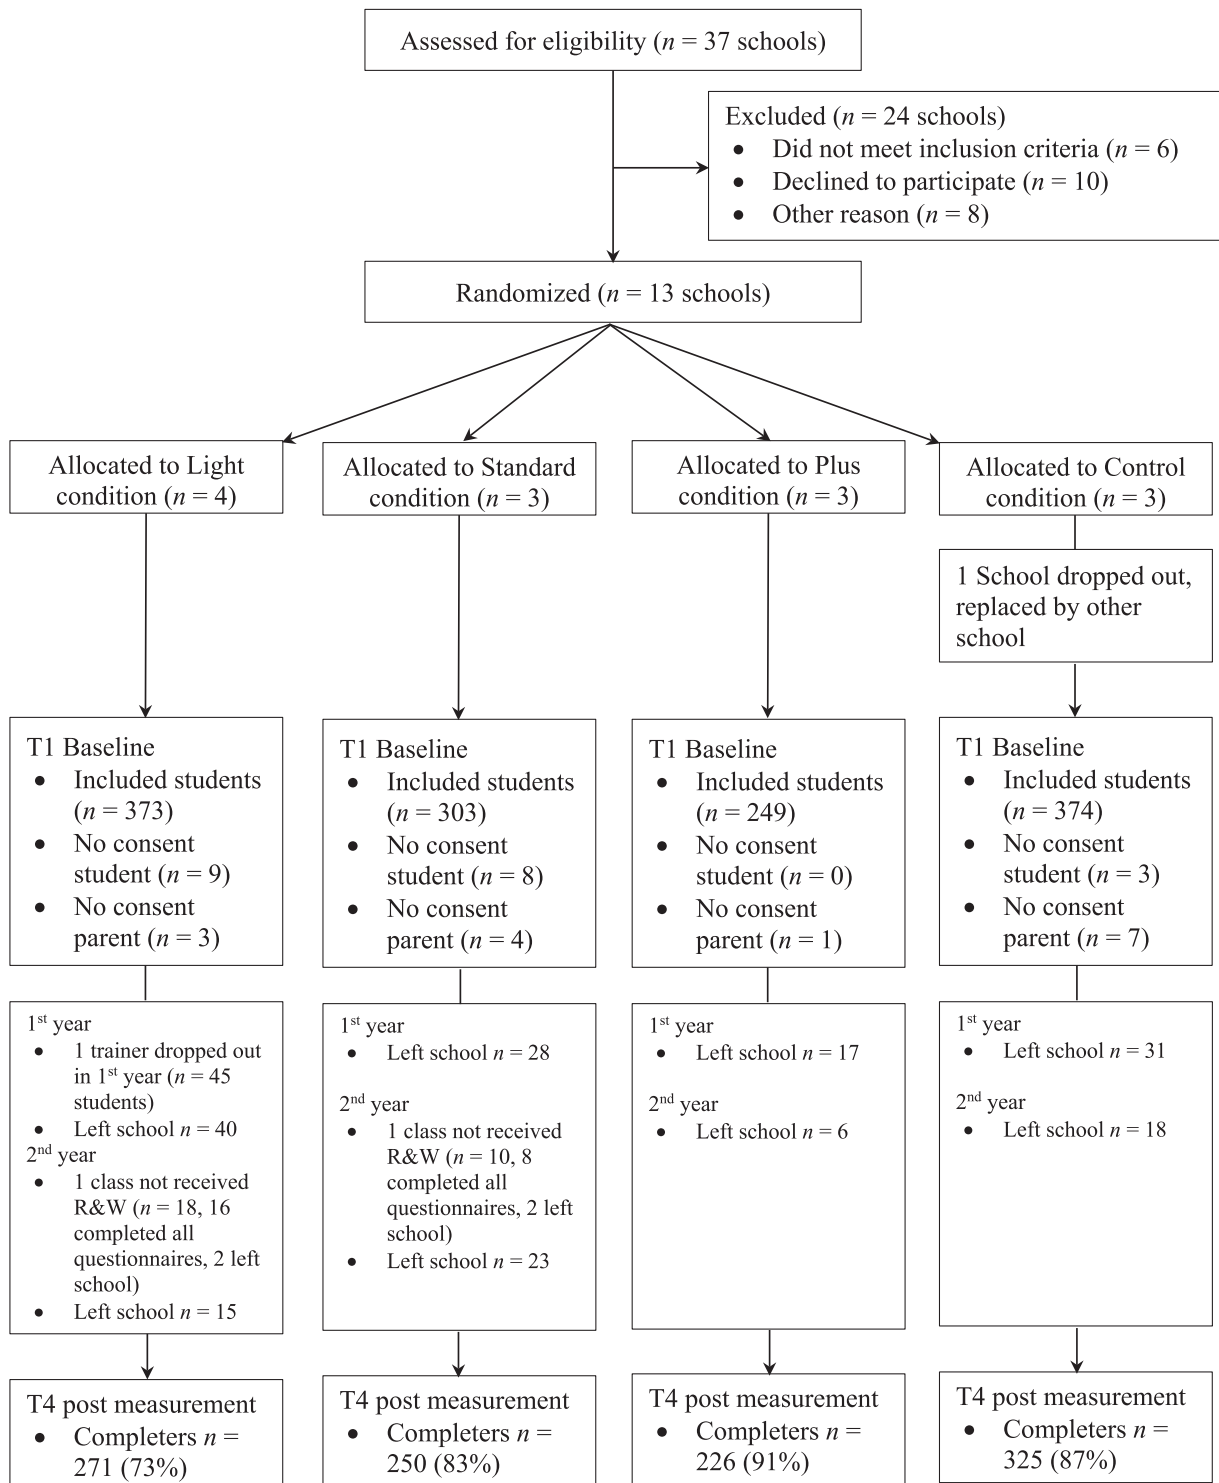 Assessed for eligibility (n = 37 schools)
Excluded (n = 24 schools)
• Did not meet inclusion criteria (n = 6)
• Declined to participate (n = 10)
• Other reason (n = 8)
Randomized (n = 13 schools)
Allocated to Light
condition (n = 4)
Allocated to Standard
condition (n = 3)
Allocated to Plus
condition (n = 3)
Allocated to Control
condition (n = 3)
1 School dropped out,
replaced by other
school
T1 Baseline
• Included students
(n = 373)
• No consent
student (n = 9)
• No consent
parent (n = 3)
T1 Baseline
• Included students
(n = 303)
• No consent
student (n = 8)
• No consent
parent (n = 4)
T1 Baseline
• Included students
(n = 249)
• No consent
student (n = 0)
• No consent
parent (n = 1)
T1 Baseline
• Included students
(n = 374)
• No consent
student (n = 3)
• No consent
parent (n = 7)
1st year
• 1 trainer dropped out
in 1st year (n = 45
students)
• Left school n = 40
2nd year
• 1 class not received
R&W (n = 18, 16
completed all
questionnaires, 2 left
school)
• Left school n = 15
1st year
• Left school n = 28
2nd year
• 1 class not received
R&W (n = 10, 8
completed all
questionnaires, 2 left
school)
• Left school n = 23
1st year
• Left school n = 17
2nd year
• Left school n = 6
1st year
• Left school n = 31
2nd year
• Left school n = 18
T4 post measurement
• Completers n =
271 (73%)
T4 post measurement
• Completers n =
250 (83%)
T4 post measurement
• Completers n =
226 (91%)
T4 post measurement
• Completers n =
325 (87%)